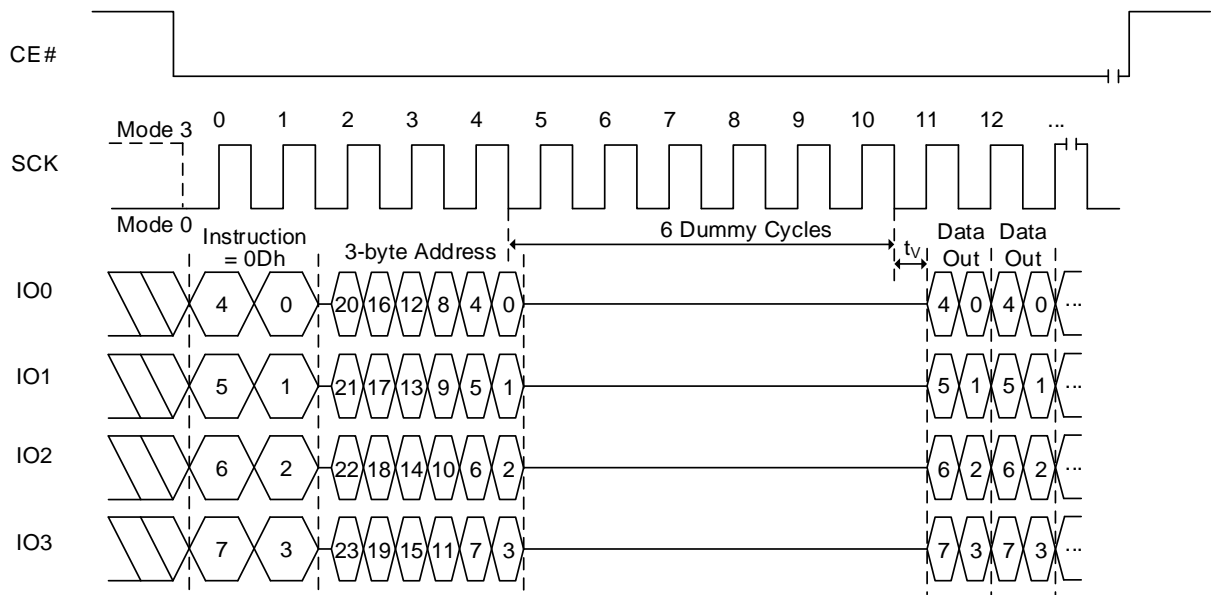 CE#
0 1 2 3 4 5 6 7 8 9 10 11 12 ...
Mode 3
SCK
Mode 0
6 Dummy Cycles
Instruction
= 0Dh
3-byte Address
tV
Data
Out
Data
Out
IO0 4 0 20 16 12 8 4 0 4 0 4 0 ...
IO1 5 1 21 17 13 9 5 1 5 1 5 1 ...
IO2 6 2 22 18 14 10 6 2 6 2 6 2 ...
IO3 7 3 23 19 15 11 7 3 7 3 7 3 ...